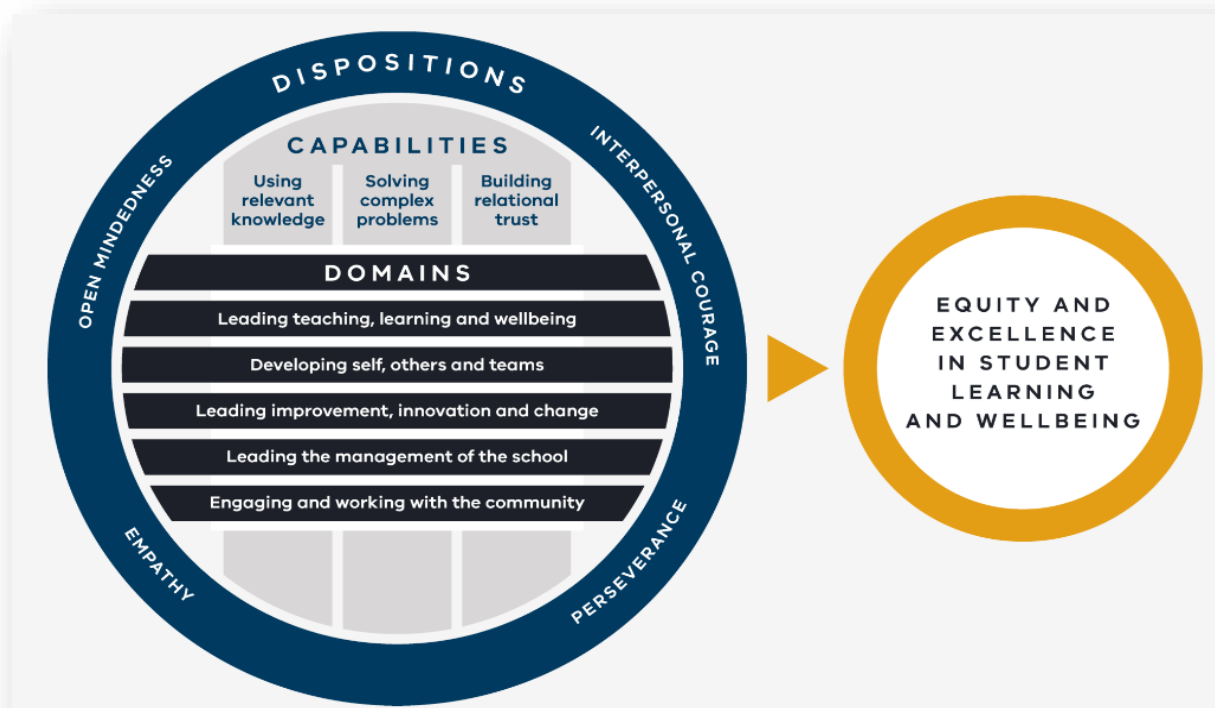 DISPOSITIONS
OPEN MINDEDNESS
INTERPERSONAL COURAGE
EMPATHY
PERSEVERANCE
CAPABILITIES
Using
relevant
knowledge
Solving
complex
problems
Building
relational
trust
DOMAINS
Leading teaching, learning and wellbeing
Developing self, others and teams
Leading improvement, innovation and change
Leading the management of the school
Engaging and working with the community
EQUITY AND
EXCELLENCE
IN STUDENT
LEARNING
AND WELLBEING